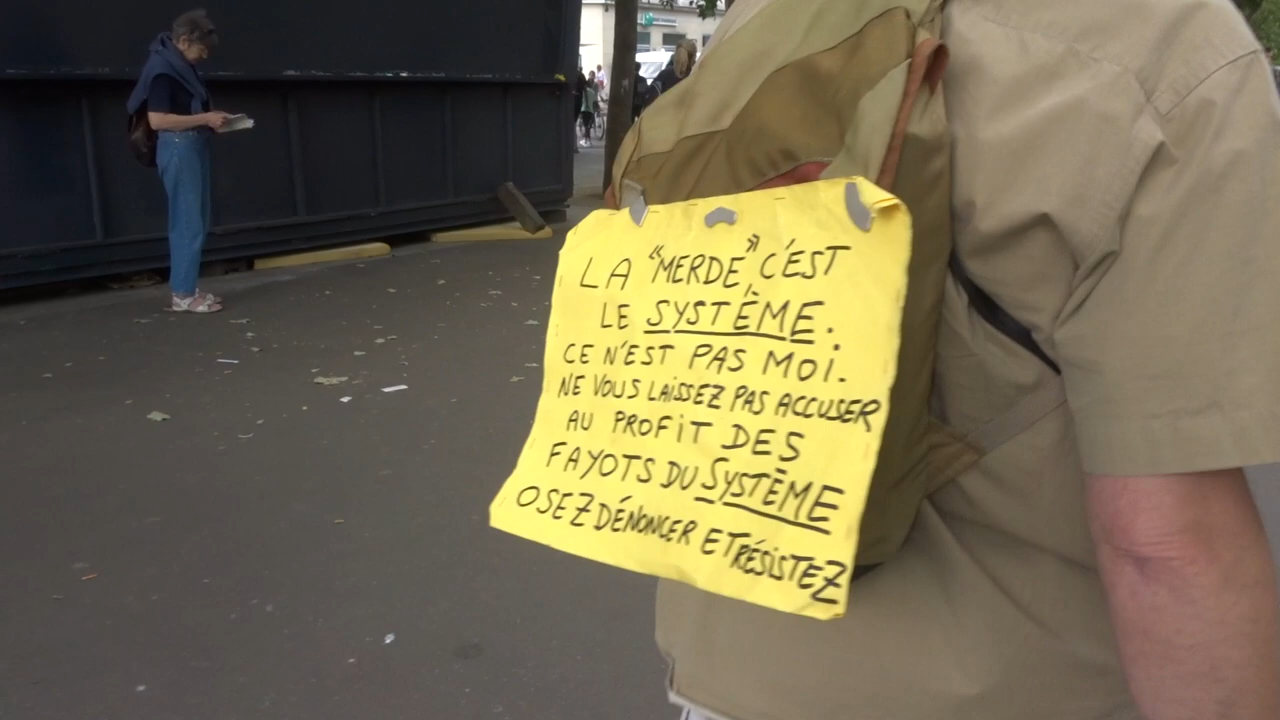 LA "MERDE", C'EST
LE SYSTÈME.
CE N'EST PAS MOI.
NE VOUS LAISSEZ PAS ACCUSER
AU PROFIT DES
FAYOTS DU SYSTÈME
OSEZ DÉNONCER ET RÉSISTEZ